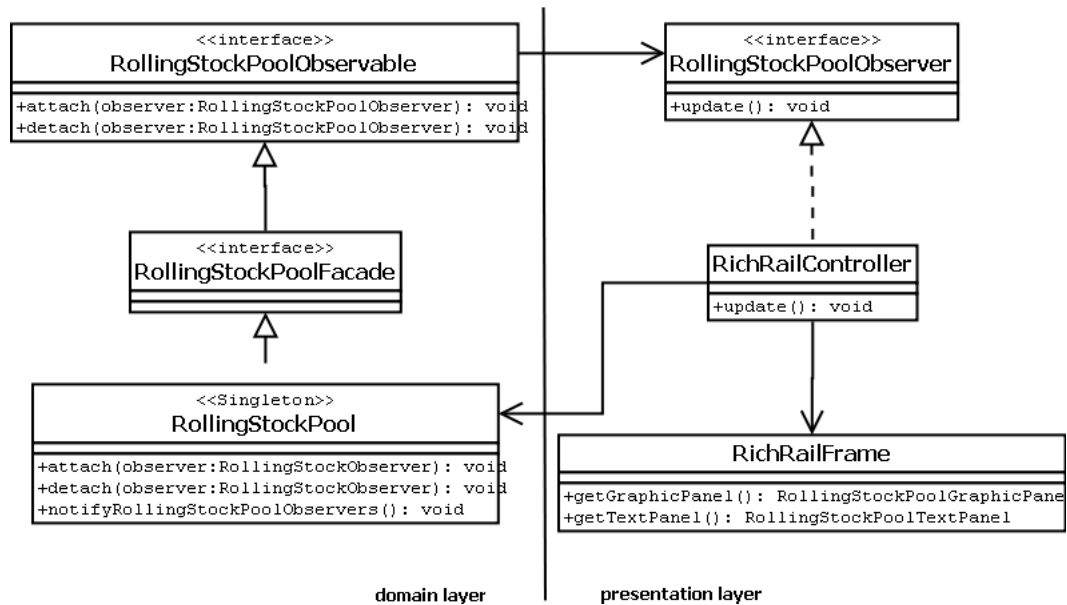 <<interface>>
RollingStockPoolObservable
+attach(observer:RollingStockPoolObserver): void
+detach(observer:RollingStockPoolObserver): void
<<interface>>
RollingStockPoolObserver
+update(): void
<<interface>>
RollingStockPoolFacade
RichRailController
+update(): void
<<Singleton>>
RollingStockPool
+attach(observer:RollingStockObserver): void
+detach(observer:RollingStockObserver): void
+notifyRollingStockPoolObservers(): void
RichRailFrame
+getGraphicPanel(): RollingStockPoolGraphicPane
+getTextPanel(): RollingStockPoolTextPanel
domain layer
presentation layer